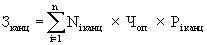 З канц = n ∑ i=1 N i канц × Ч оп × P i канц